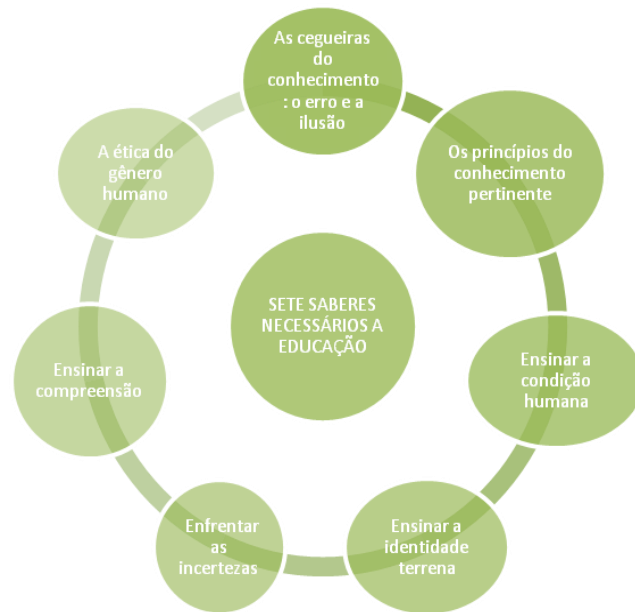 As cegueiras
do
conhecimento
: o erro e a
ilusão
Os princípios do
conhecimento
pertinente
Ensinar a
condição
humana
Ensinar a
identidade
terrena
Enfrentar
as
incertezas
Ensinar a
compreensão
A ética do
gênero
humano
SETE SABERES
NECESSÁRIOS A
EDUCAÇÃO